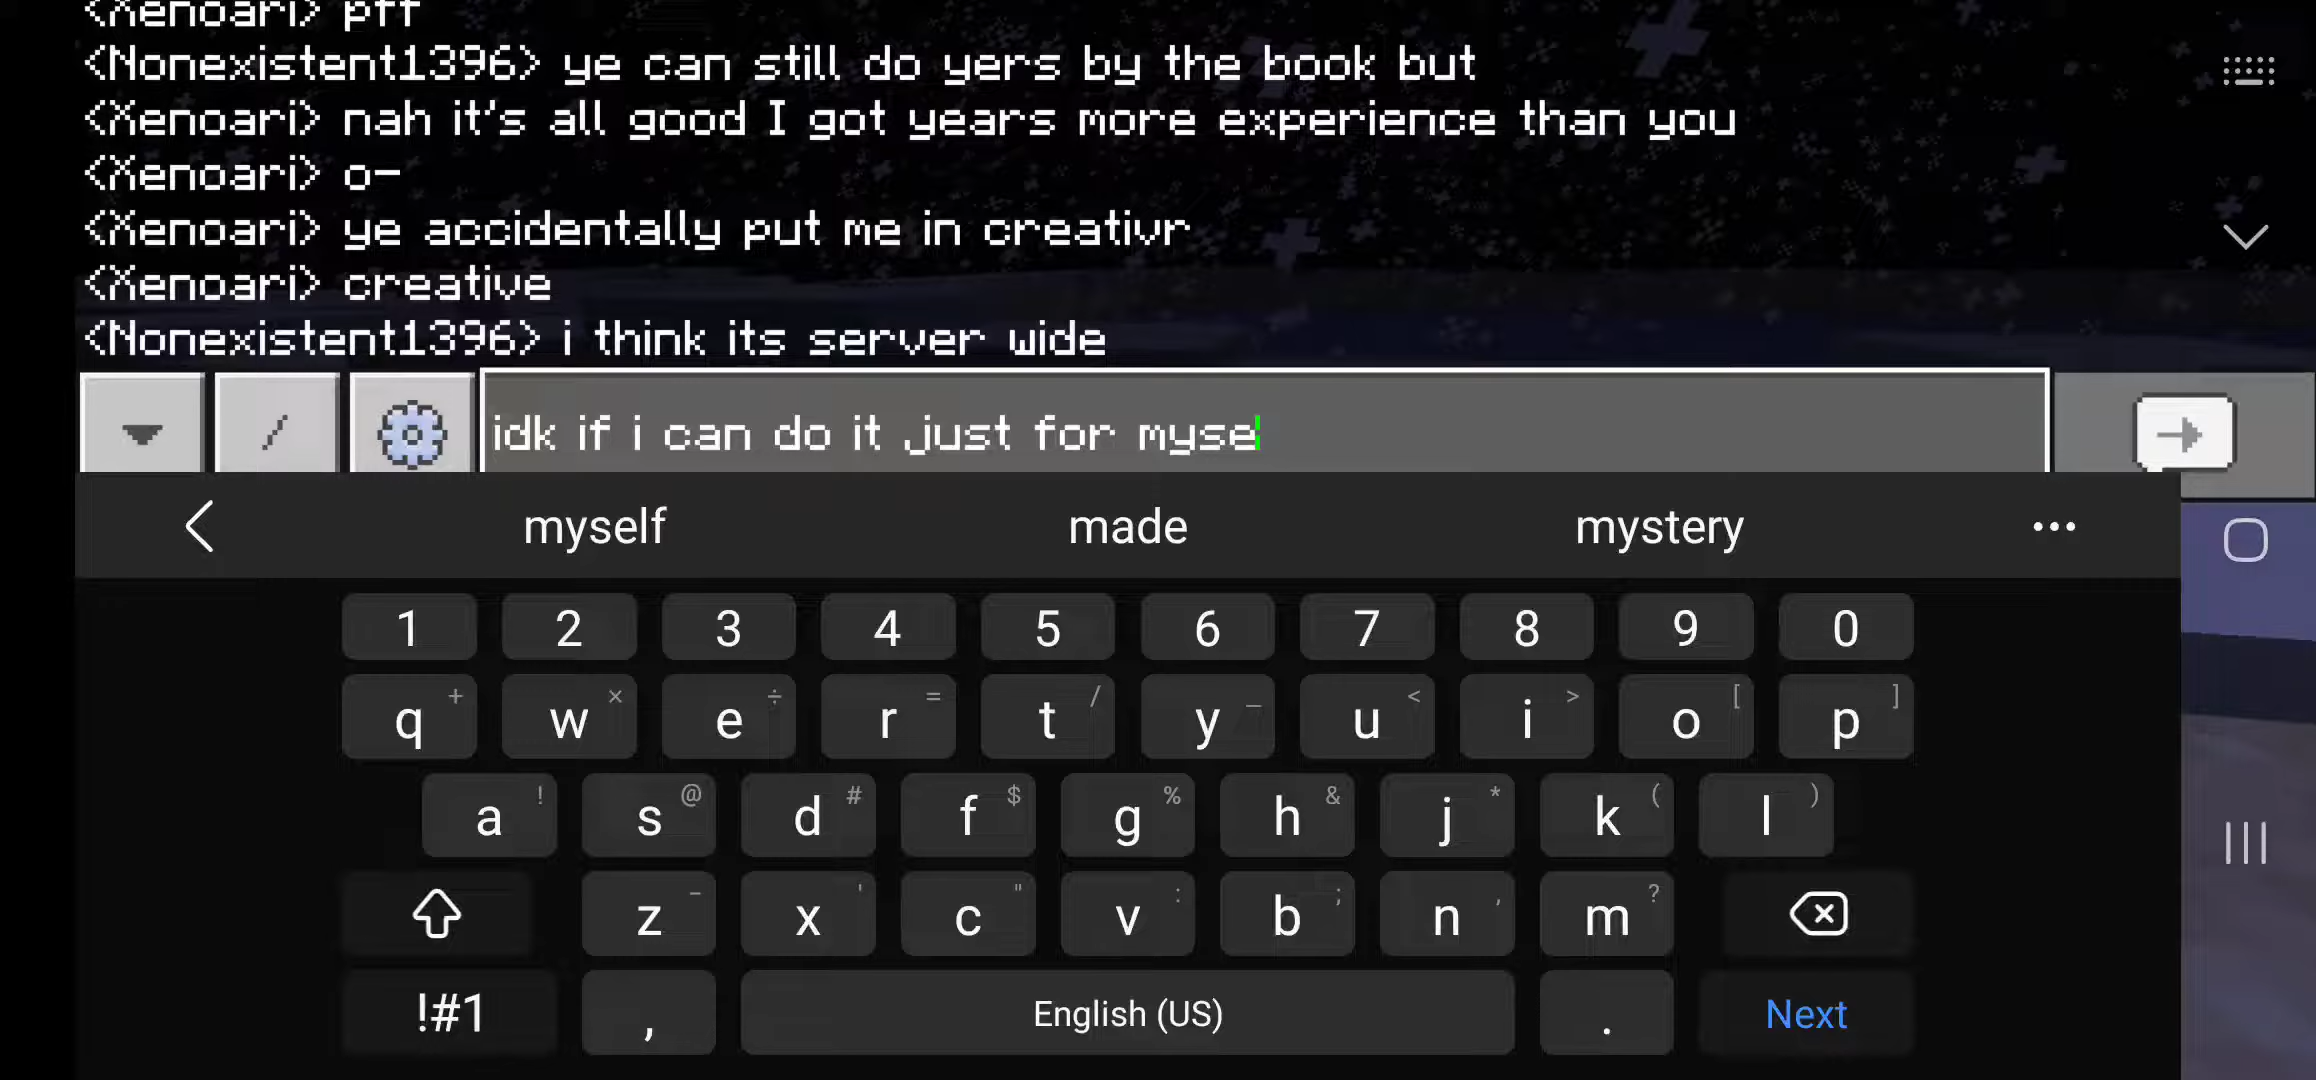 <Xenoari> pff
<Nonexistent1396> ye can still do yers by the book but
<Xenoari> nah it's all good I got years more experience than you
<Xenoari> o-
<Xenoari> ye accidentally put me in creativr
<Xenoari> creative
<Nonexistent1396> i think its server wide
/ idk if i can do it just for myse
myself made mystery ...
1 2 3 4 5 6 7 8 9 0
q + w × e ÷ r = t / y _ u < i > o [ p ]
a ! s @ d # f $ g % h & j * k ( l )
z - x ' c " v : b ; n , m ?
!#1 , English (US) . Next